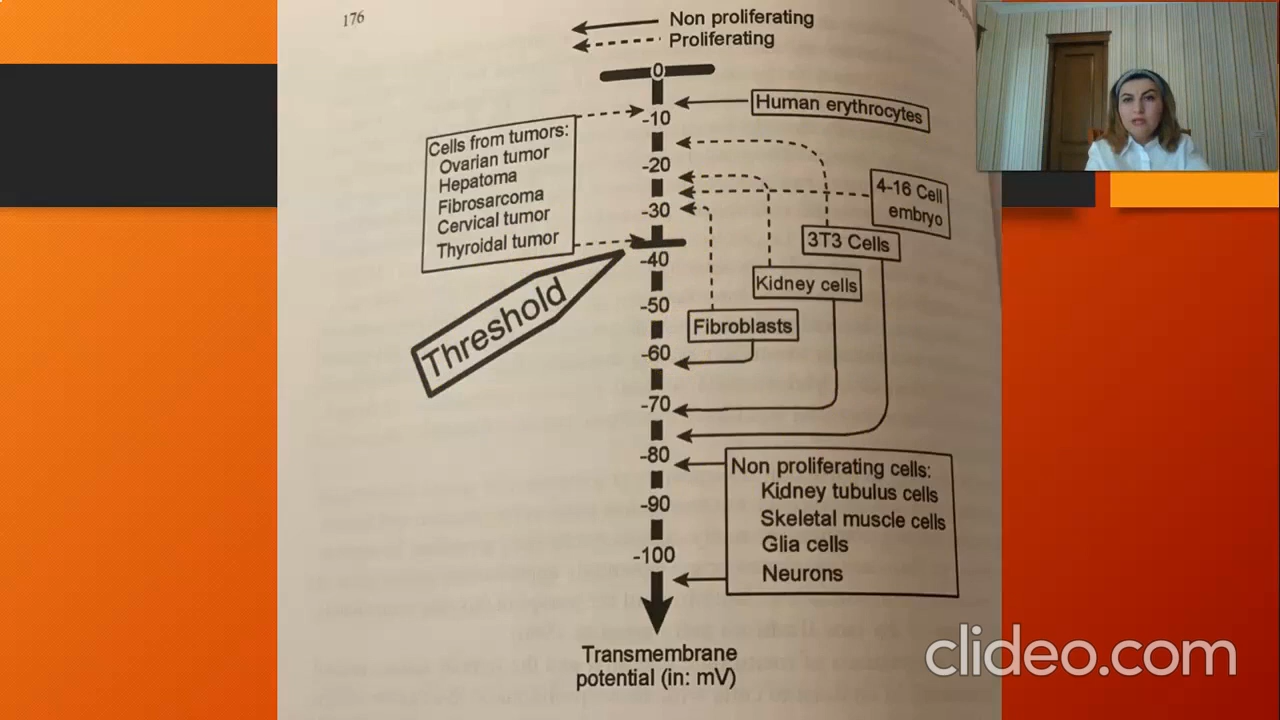 176
Non proliferating
Proliferating
0
-10
-20
-30
-40
-50
-60
-70
-80
-90
-100
Human erythrocytes
Cells from tumors:
Ovarian tumor
Hepatoma
Fibrosarcoma
Cervical tumor
Thyroidal tumor
4-16 Cell
embryo
3T3 Cells
Kidney cells
Fibroblasts
Threshold
Non proliferating cells:
Kidney tubulus cells
Skeletal muscle cells
Glia cells
Neurons
Transmembrane
potential (in: mV)
clideo.com